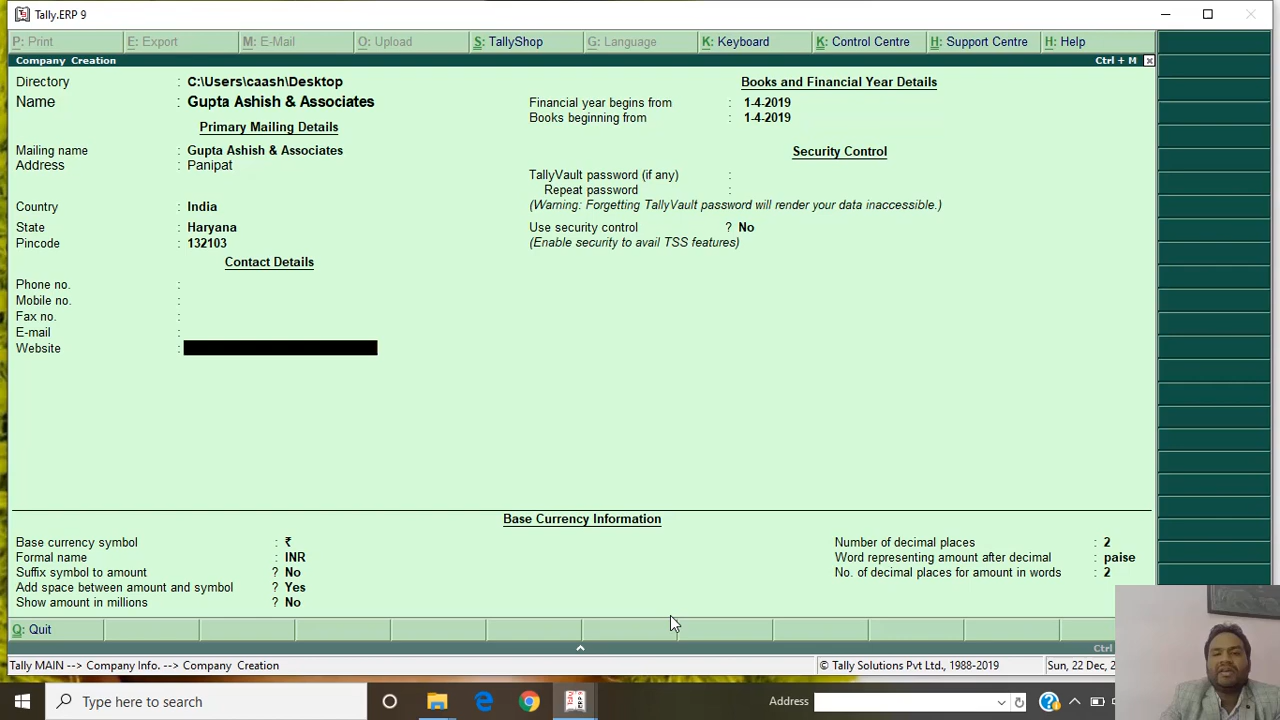 Tally.ERP 9
P: Print E: Export M: E-Mail O: Upload S: TallyShop G: Language K: Keyboard K: Control Centre H: Support Centre H: Help
Company Creation Ctrl + M
Directory : C:\Users\caash\Desktop
Name : Gupta Ashish & Associates
Primary Mailing Details
Mailing name : Gupta Ashish & Associates
Address : Panipat
Country : India
State : Haryana
Pincode : 132103
Contact Details
Phone no. :
Mobile no. :
Fax no. :
E-mail :
Website :
Books and Financial Year Details
Financial year begins from : 1-4-2019
Books beginning from : 1-4-2019
Security Control
TallyVault password (if any) :
Repeat password :
(Warning: Forgetting TallyVault password will render your data inaccessible.)
Use security control ? No
(Enable security to avail TSS features)
Base Currency Information
Base currency symbol : ₹
Formal name : INR
Suffix symbol to amount ? No
Add space between amount and symbol ? Yes
Show amount in millions ? No
Number of decimal places : 2
Word representing amount after decimal : paise
No. of decimal places for amount in words : 2
Q: Quit
Ctrl
Tally MAIN --> Company Info. --> Company Creation © Tally Solutions Pvt Ltd., 1988-2019 Sun, 22 Dec, 2
Type here to search Address